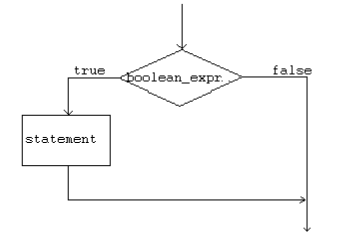 true
false
boolean_expr.
statement